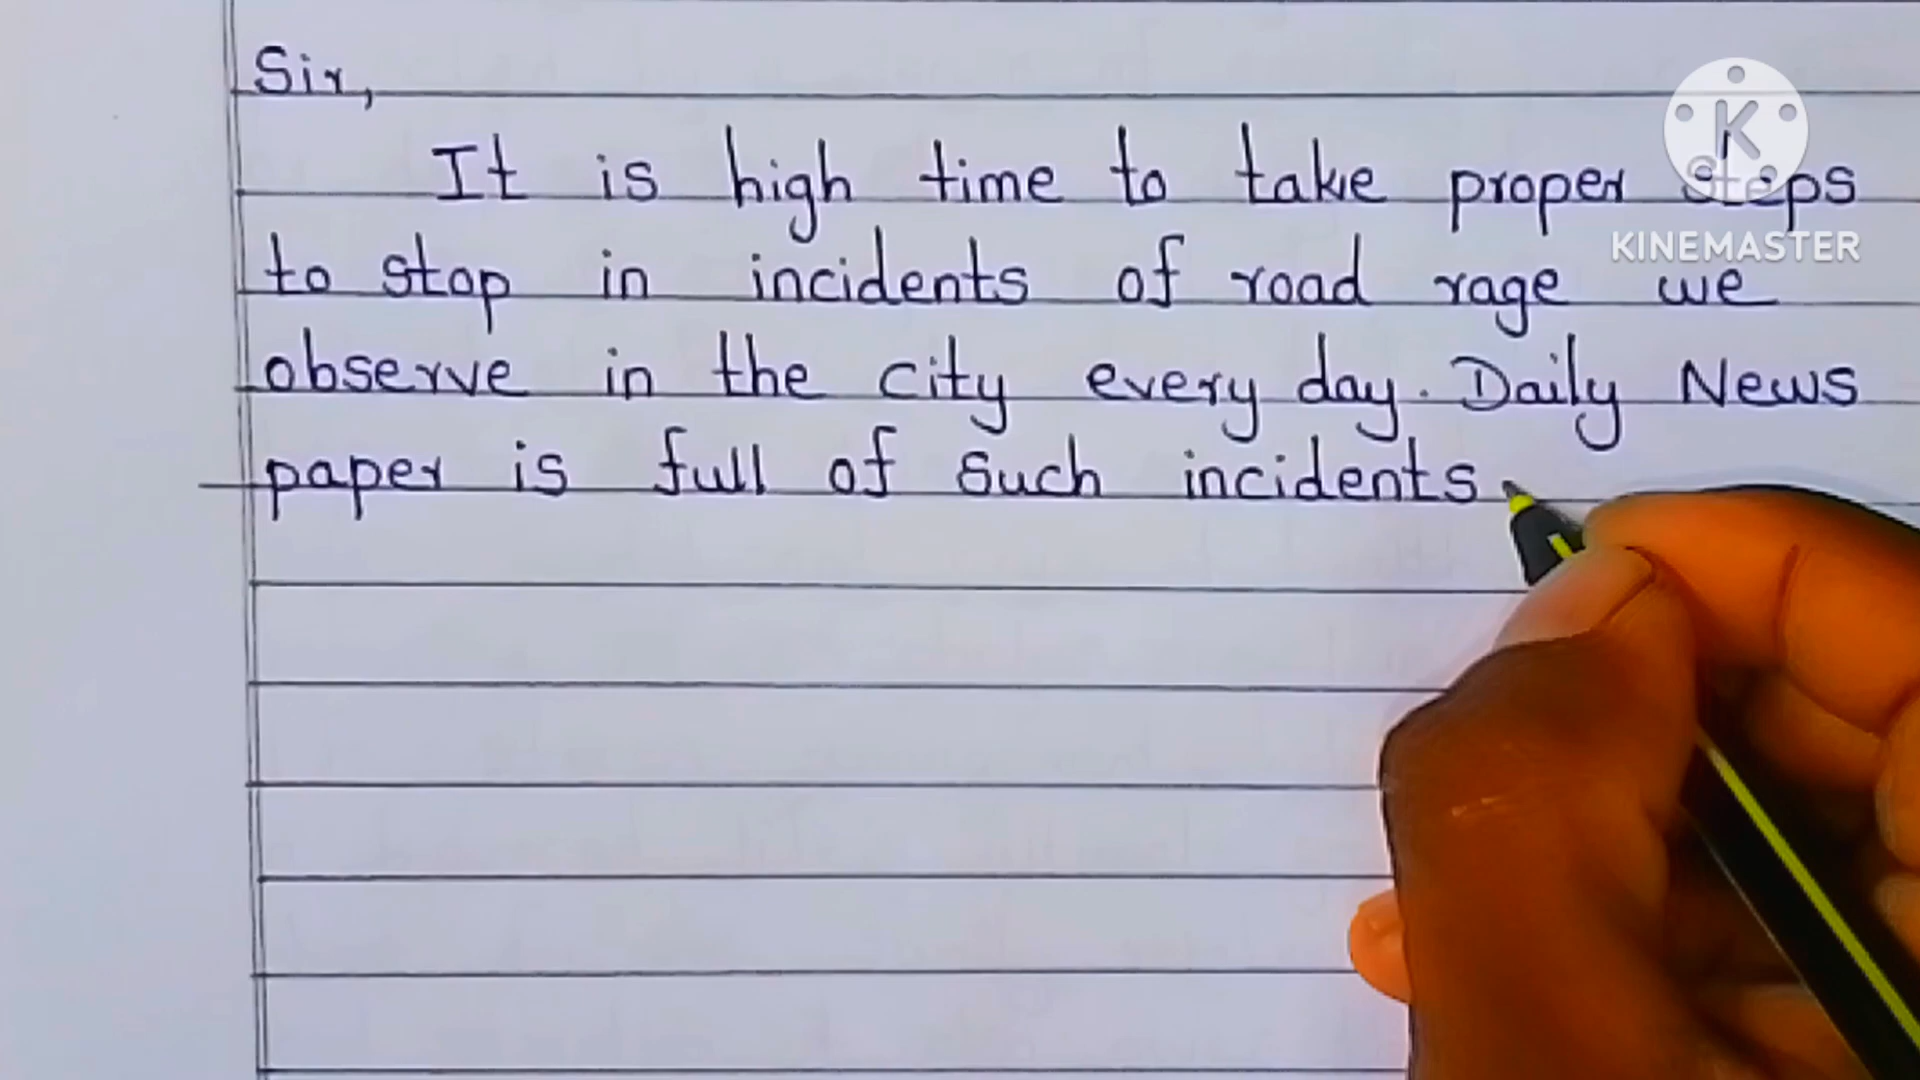 Sir,
It is high time to take proper steps
to stop in incidents of road rage we
observe in the city every day. Daily News
paper is full of such incidents.
K
KINEMASTER